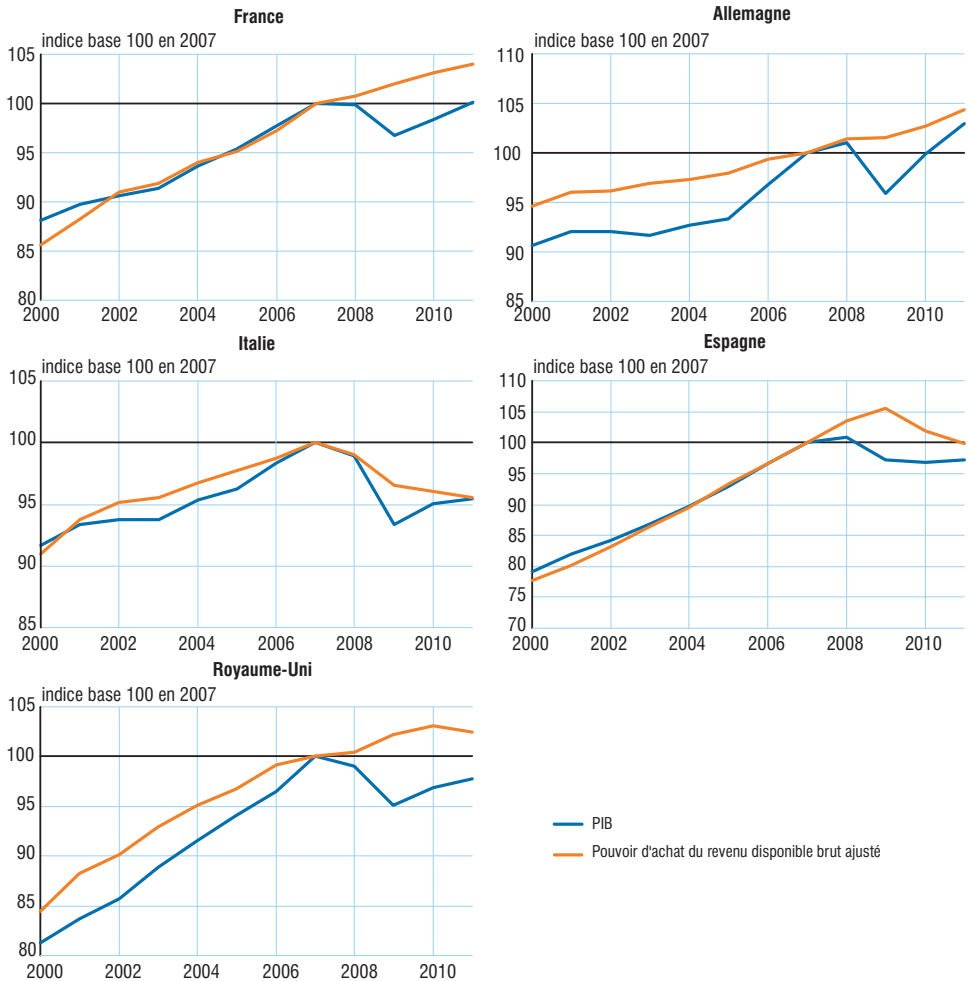 France
indice base 100 en 2007
105
100
95
90
85
80
2000 2002 2004 2006 2008 2010
Allemagne
indice base 100 en 2007
110
105
100
95
90
85
2000 2002 2004 2006 2008 2010
Italie
indice base 100 en 2007
105
100
95
90
85
2000 2002 2004 2006 2008 2010
Espagne
indice base 100 en 2007
110
105
100
95
90
85
80
75
70
2000 2002 2004 2006 2008 2010
Royaume-Uni
indice base 100 en 2007
105
100
95
90
85
80
2000 2002 2004 2006 2008 2010
PIB
Pouvoir d'achat du revenu disponible brut ajusté